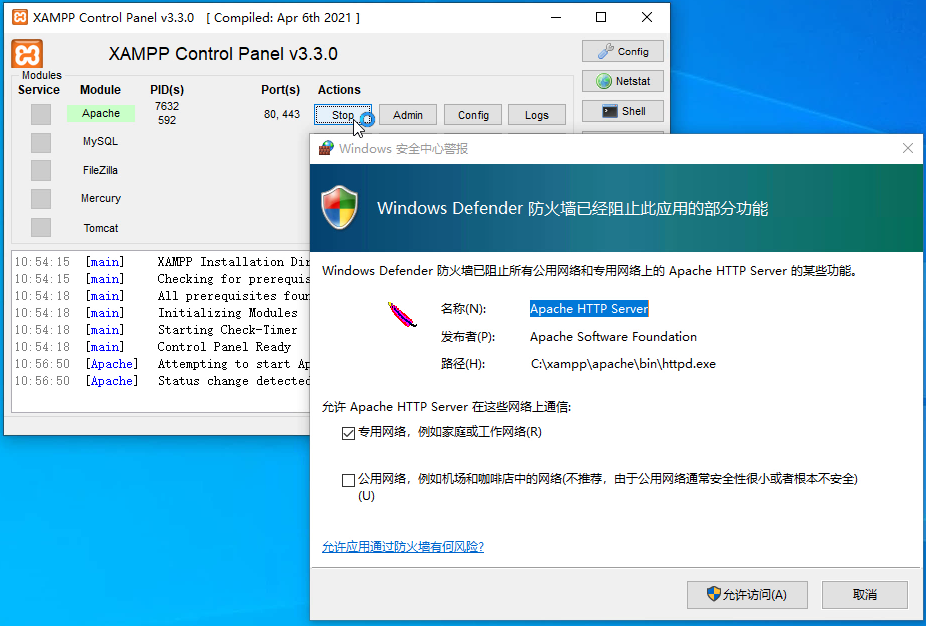 XAMPP Control Panel v3.3.0 [ Compiled: Apr 6th 2021 ]
XAMPP Control Panel v3.3.0
Config
Modules
Service Module PID(s) Port(s) Actions
Netstat
Apache 7632 592 80, 443 Stop Admin Config Logs
Shell
MySQL
FileZilla
Mercury
Tomcat
10:54:15 [main] XAMPP Installation Dir
10:54:15 [main] Checking for prerequis
10:54:18 [main] All prerequisites foun
10:54:18 [main] Initializing Modules
10:54:18 [main] Starting Check-Timer
10:54:18 [main] Control Panel Ready
10:56:50 [Apache] Attempting to start Ap
10:56:50 [Apache] Status change detected
Windows 安全中心警报
Windows Defender 防火墙已经阻止此应用的部分功能
Windows Defender 防火墙已阻止所有公用网络和专用网络上的 Apache HTTP Server 的某些功能。
名称(N): Apache HTTP Server
发布者(P): Apache Software Foundation
路径(H): C:\xampp\apache\bin\httpd.exe
允许 Apache HTTP Server 在这些网络上通信:
专用网络，例如家庭或工作网络(R)
公用网络，例如机场和咖啡店中的网络(不推荐，由于公用网络通常安全性很小或者根本不安全)
(U)
允许应用通过防火墙有何风险?
允许访问(A) 取消